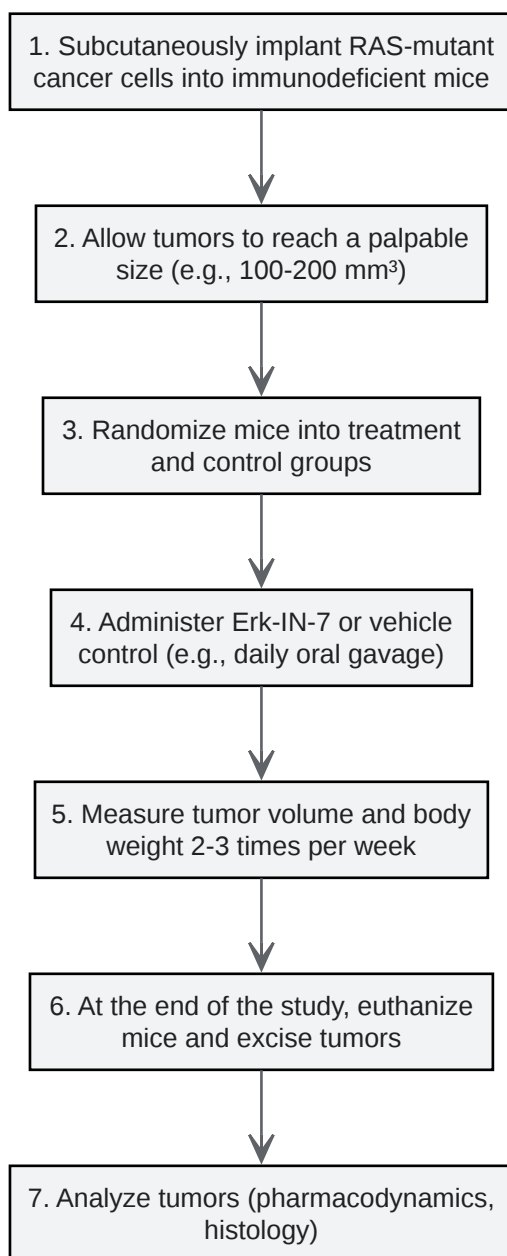 1. Subcutaneously implant RAS-mutant
cancer cells into immunodeficient mice
2. Allow tumors to reach a palpable
size (e.g., 100-200 mm³)
3. Randomize mice into treatment
and control groups
4. Administer Erk-IN-7 or vehicle
control (e.g., daily oral gavage)
5. Measure tumor volume and body
weight 2-3 times per week
6. At the end of the study, euthanize
mice and excise tumors
7. Analyze tumors (pharmacodynamics,
histology)